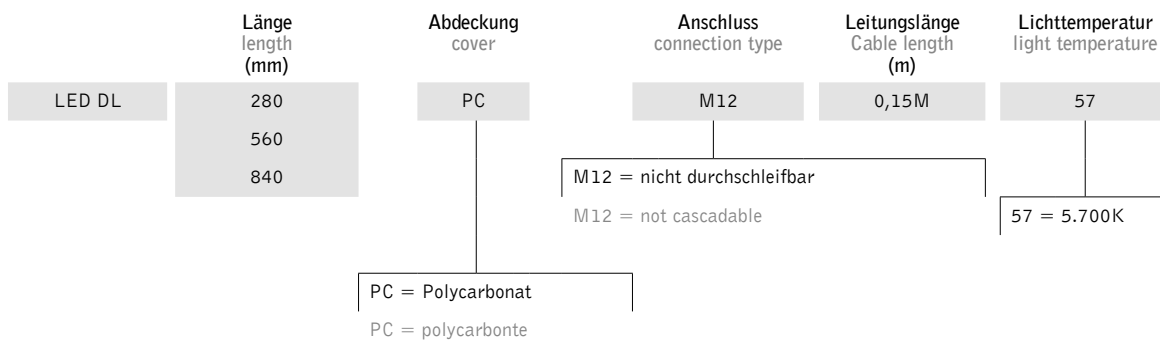 Länge Abdeckung Anschluss Leitungslänge Lichttemperatur
length cover connection type Cable length light temperature
(mm) (m)
LED DL 280 PC M12 0,15M 57
560
840
M12 = nicht durchschleifbar
M12 = not cascadable
57 = 5.700K
PC = Polycarbonat
PC = polycarbonte